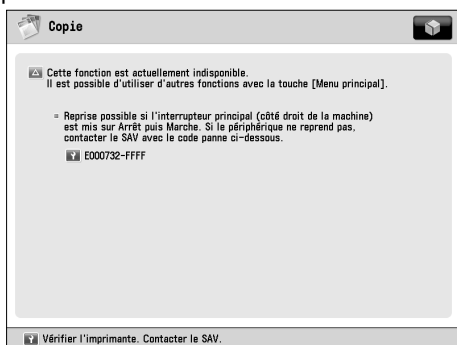 Copie
Cette fonction est actuellement indisponible.
Il est possible d'utiliser d'autres fonctions avec la touche [Menu principal].
= Reprise possible si l'interrupteur principal (côté droit de la machine)
est mis sur Arrêt puis Marche. Si le périphérique ne reprend pas,
contacter le SAV avec le code panne ci-dessous.
E000732-FFFF
Vérifier l'imprimante. Contacter le SAV.